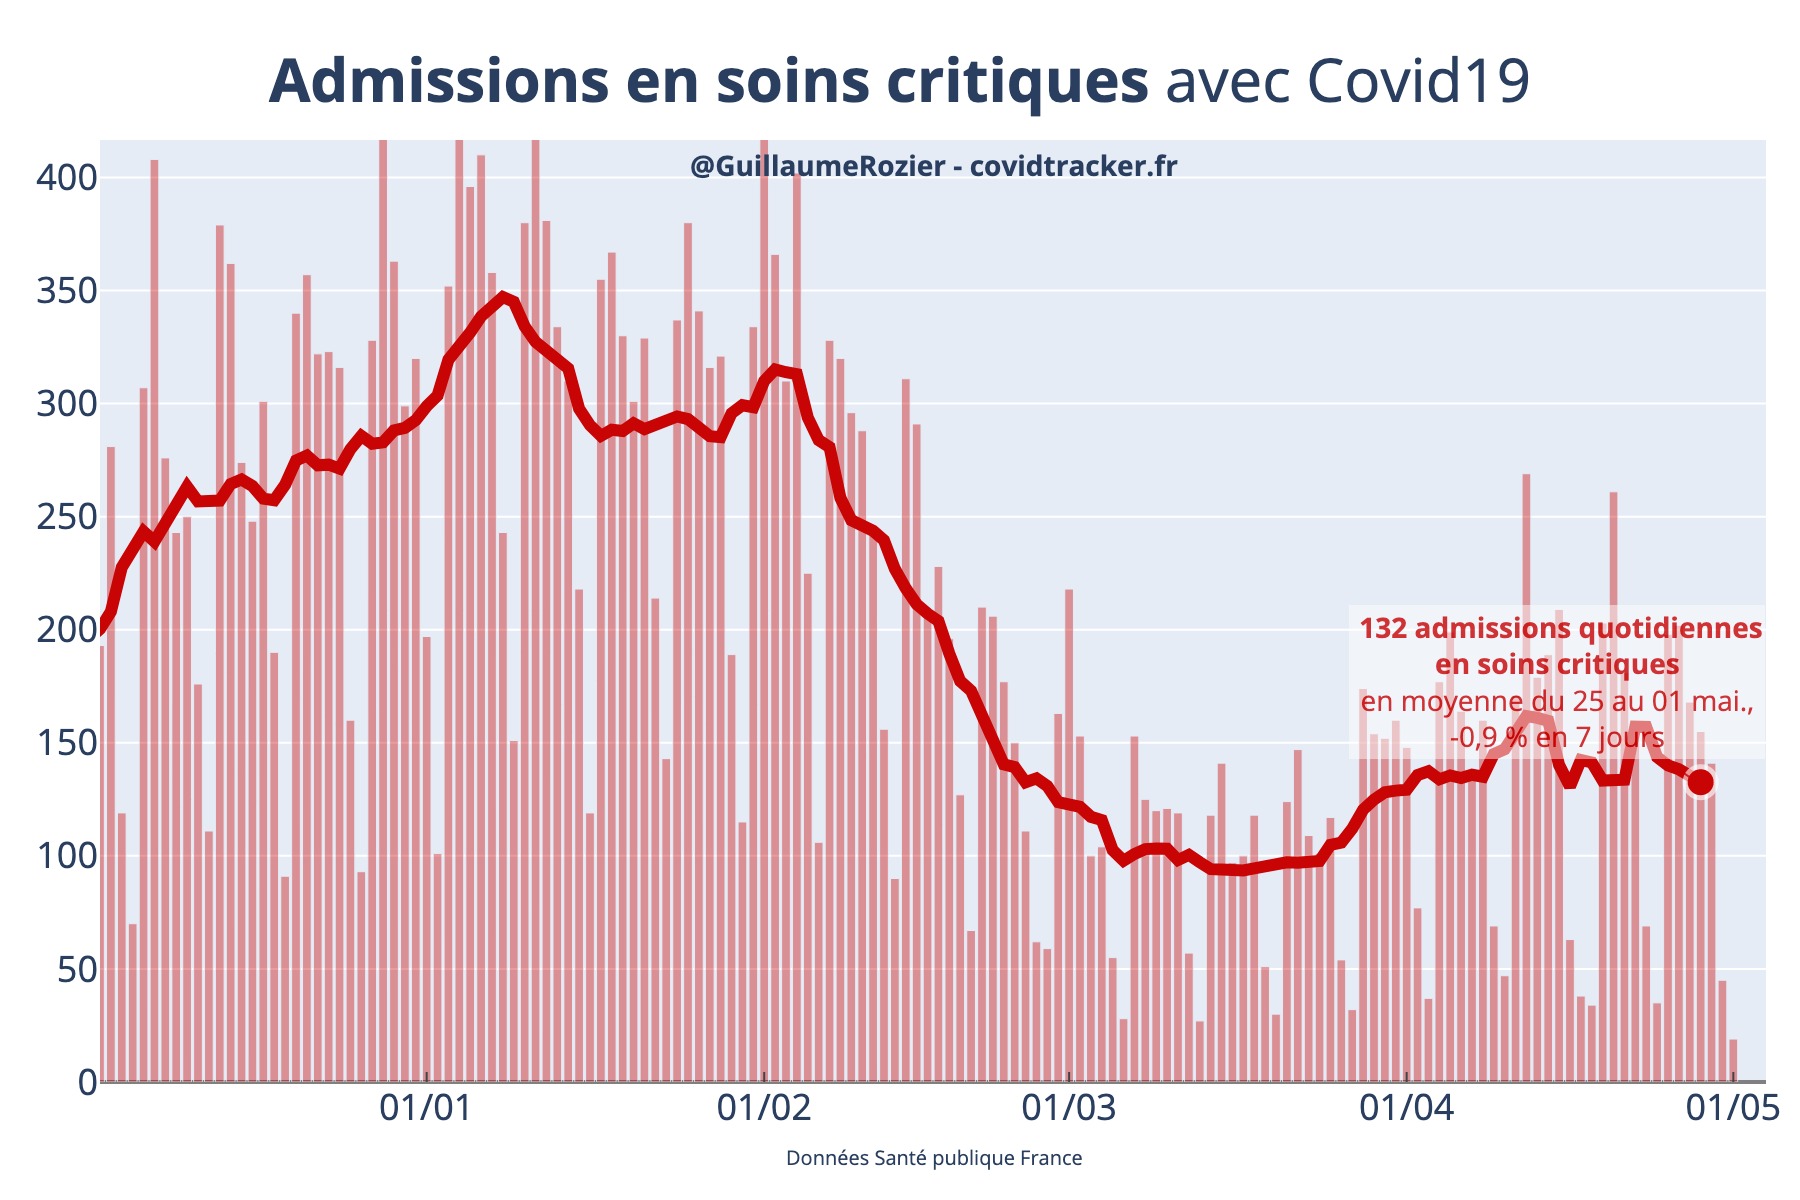 Admissions en soins critiques avec Covid19
@GuillaumeRozier - covidtracker.fr
400
350
300
250
200
150
100
50
0
132 admissions quotidiennes
en soins critiques
en moyenne du 25 au 01 mai.,
-0,9 % en 7 jours
01/01
01/02
01/03
01/04
01/05
Données Santé publique France